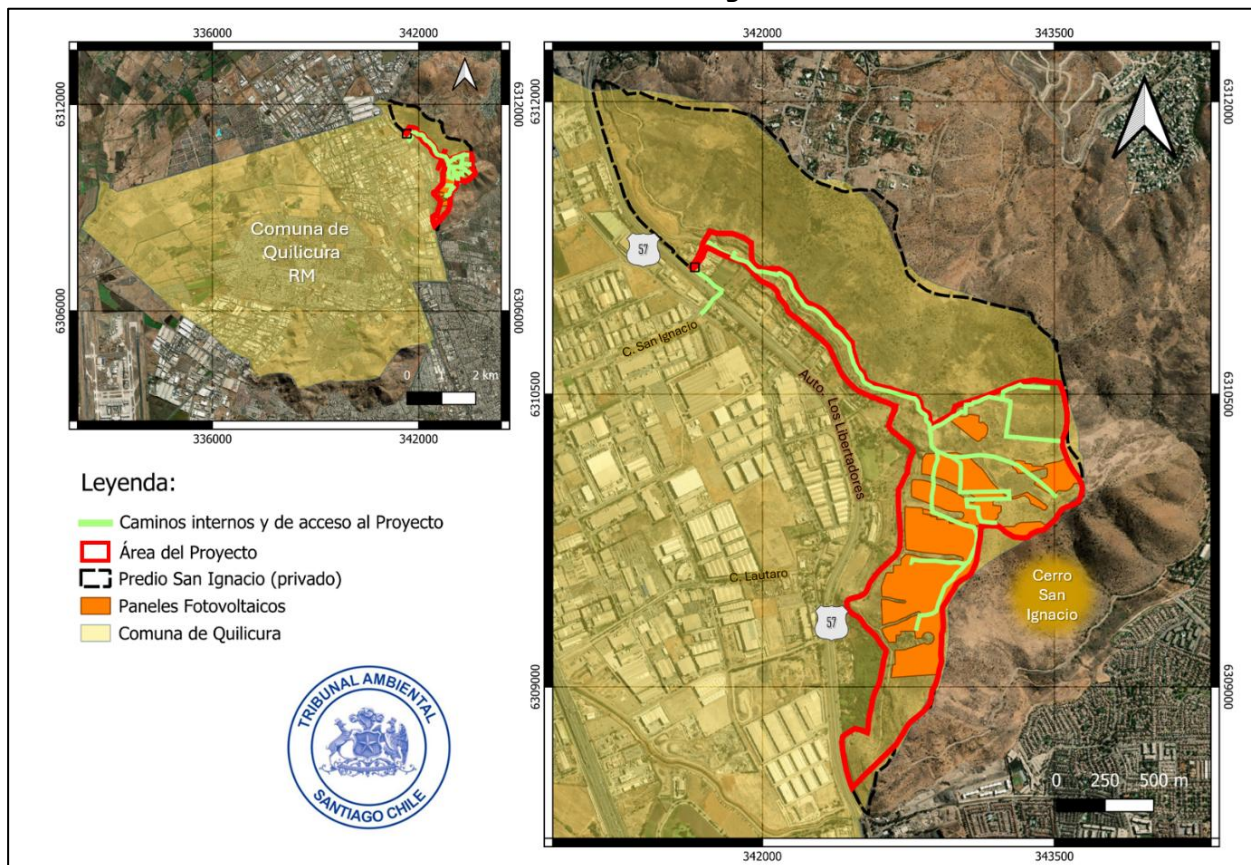 336000
342000
6312000
6312000
6306000
6306000
Comuna de
Quilicura
RM
0
2 km
336000
342000
Leyenda:
Caminos internos y de acceso al Proyecto
Área del Proyecto
Predio San Ignacio (privado)
Paneles Fotovoltaicos
Comuna de Quilicura
TRIBUNAL AMBIENTAL
SANTIAGO CHILE
342000
343500
6312000
6312000
57
C. San Ignacio
Auto. Los Libertadores
6310500
6310500
C. Lautaro
57
Cerro
San
Ignacio
6309000
6309000
0 250 500 m
342000
343500